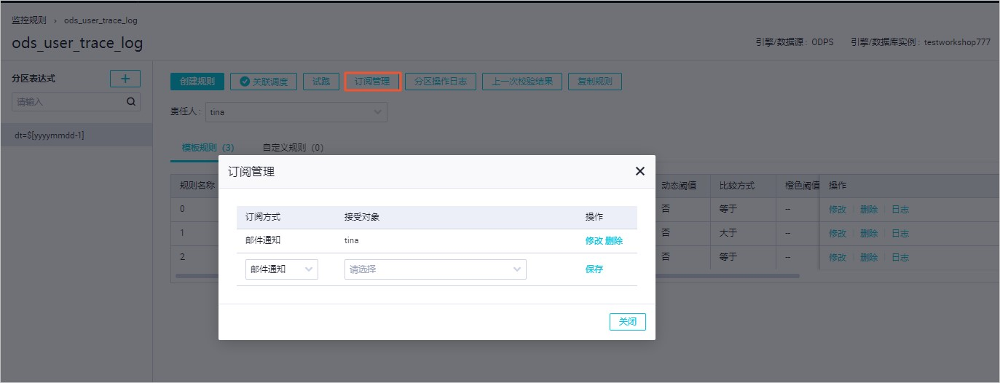 监控规则 › ods_user_trace_log
ods_user_trace_log
引擎/数据源 : ODPS 引擎/数据库实例 : testworkshop777
分区表达式
请输入
dt=$[yyyymmdd-1]
创建规则 关联调度 试跑 订阅管理 分区操作日志 上一次校验结果 复制规则
责任人 : tina
模板规则 (3) 自定义规则 (0)
规则名称 动态阈值 比较方式 橙色阈值 操作
0 否 等于 -- 修改 删除 日志
1 否 大于 -- 修改 删除 日志
2 否 等于 -- 修改 删除 日志
订阅管理
订阅方式 接受对象 操作
邮件通知 tina 修改 删除
邮件通知 请选择 保存
关闭